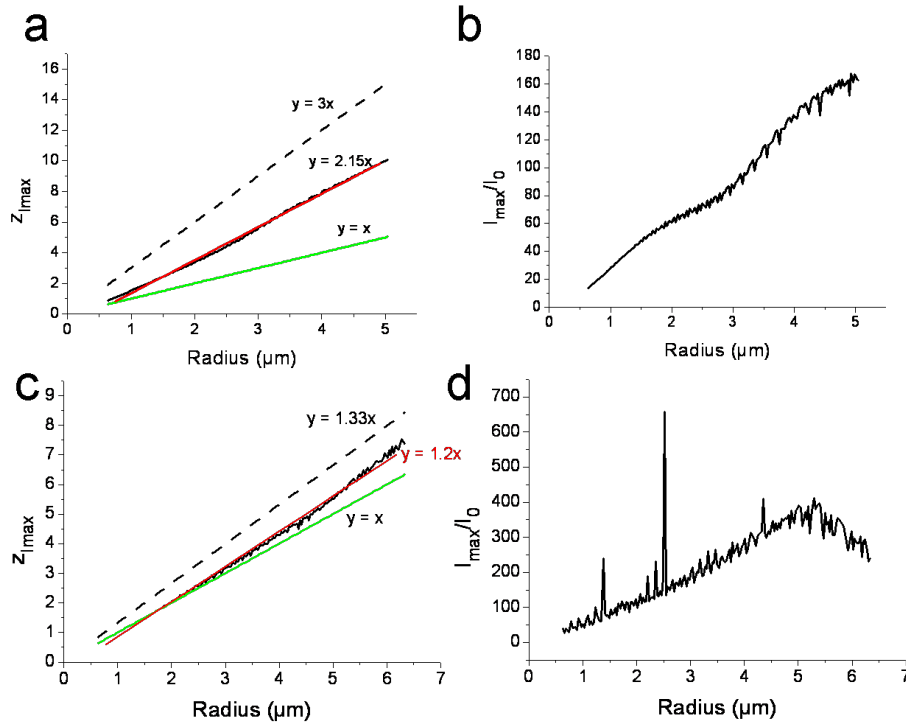 a
16
14
12
10
8
6
4
2
0
0 1 2 3 4 5
z_Imax
Radius (µm)
y = 3x
y = 2.15x
y = x
b
180
160
140
120
100
80
60
40
20
0
0 1 2 3 4 5
I_max/I_0
Radius (µm)
c
9
8
7
6
5
4
3
2
1
0
0 1 2 3 4 5 6 7
z_Imax
Radius (µm)
y = 1.33x
y = 1.2x
y = x
d
700
600
500
400
300
200
100
0
0 1 2 3 4 5 6 7
I_max/I_0
Radius (µm)